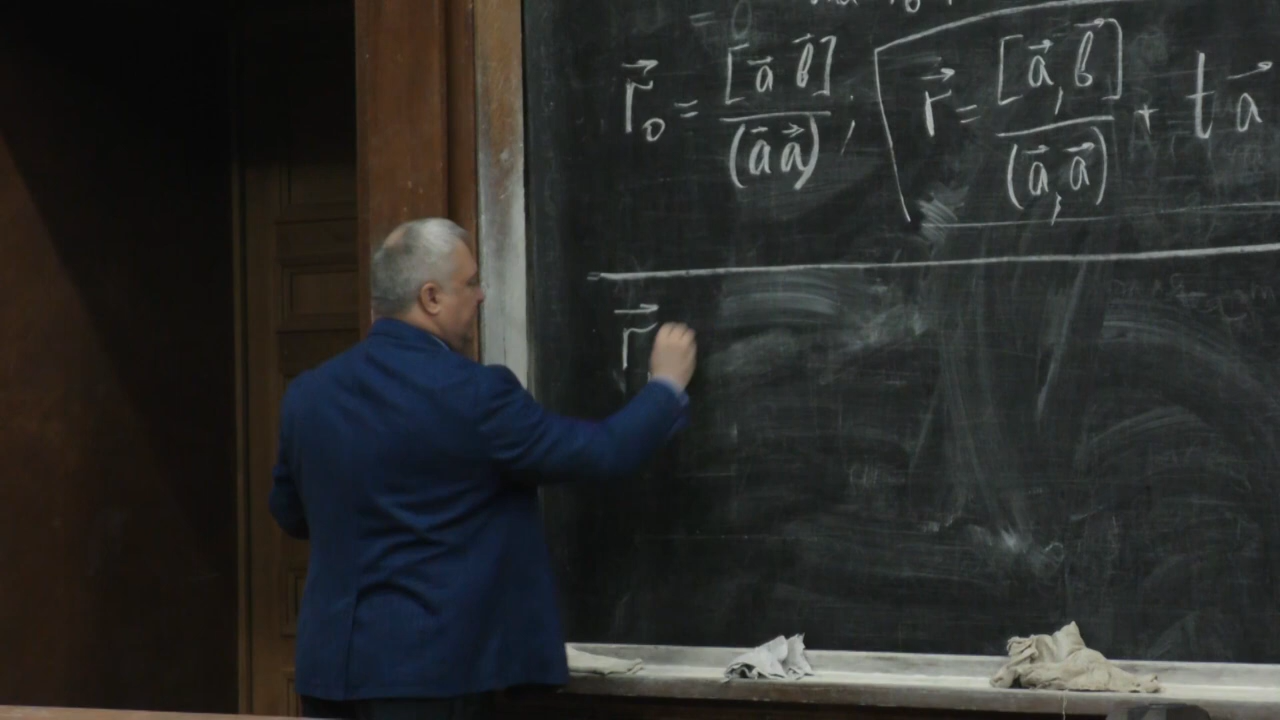 r⃗₀ = [a⃗ b⃗] / (a⃗ a⃗) ; r⃗ = [a⃗, b⃗] / (a⃗, a⃗) + t a⃗
r⃗